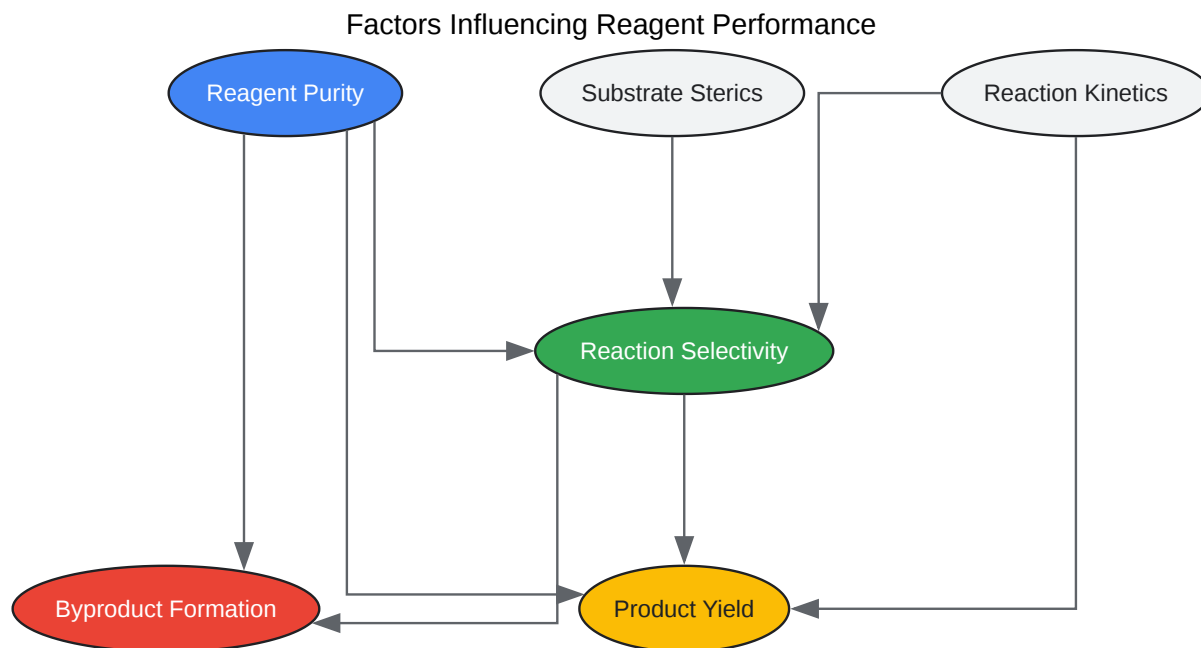 Factors Influencing Reagent Performance
Reagent Purity
Substrate Sterics
Reaction Kinetics
Reaction Selectivity
Byproduct Formation
Product Yield